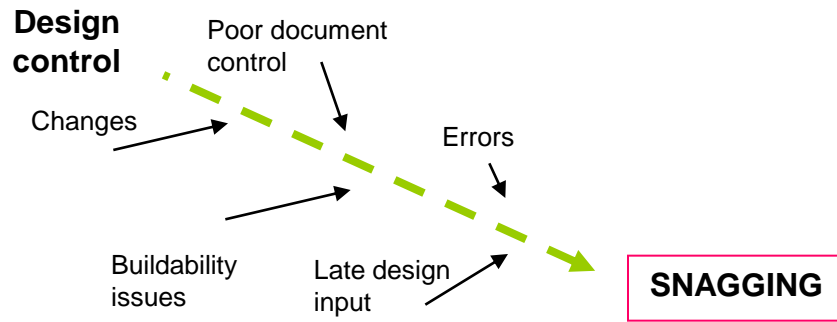 Design
control
Poor document
control
Changes
Errors
Buildability
issues
Late design
input
SNAGGING